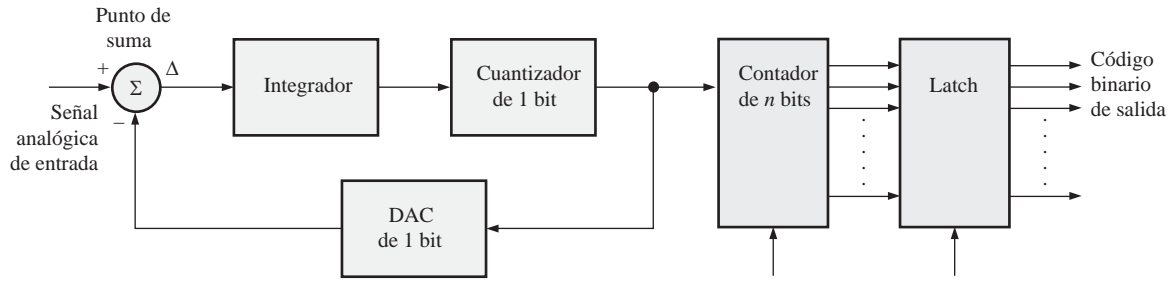 Punto de
suma
+
Σ
Δ
−
Señal
analógica
de entrada
Integrador
Cuantizador
de 1 bit
DAC
de 1 bit
Contador
de n bits
Latch
Código
binario
de salida